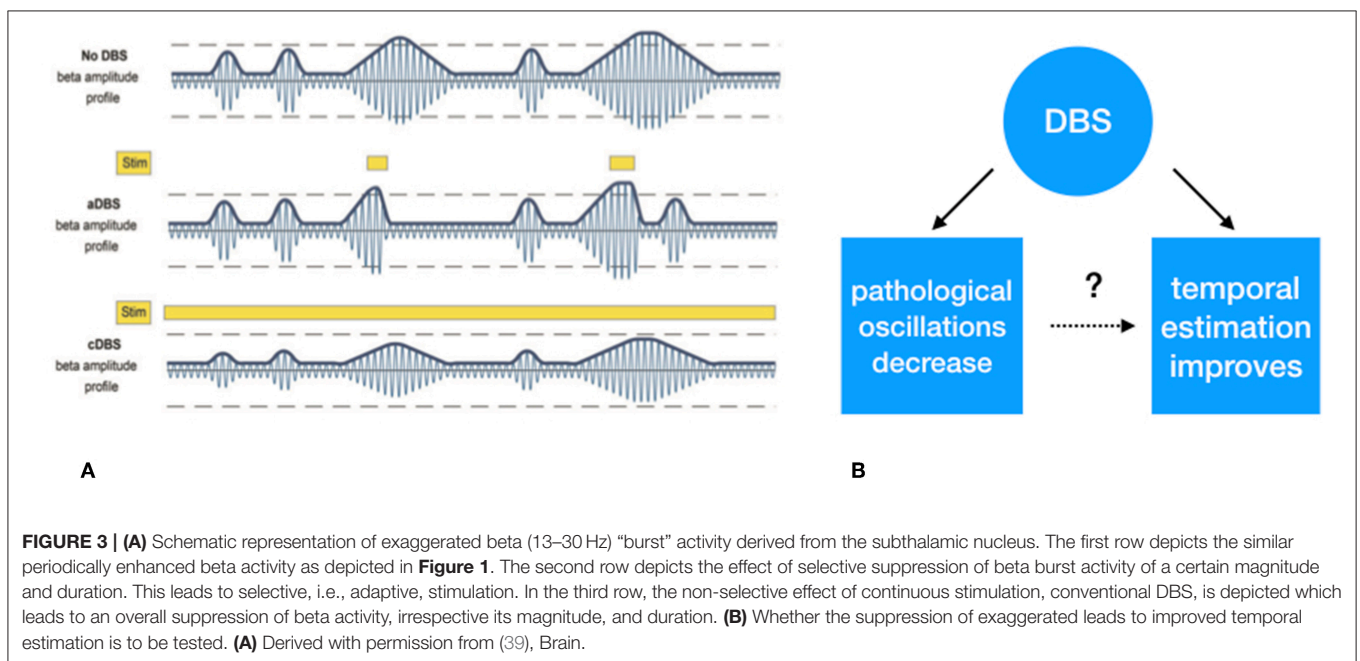 No DBS
beta amplitude
profile
Stim
aDBS
beta amplitude
profile
Stim
cDBS
beta amplitude
profile
A
DBS
pathological
oscillations
decrease
?
temporal
estimation
improves
B
FIGURE 3 | (A) Schematic representation of exaggerated beta (13–30 Hz) “burst” activity derived from the subthalamic nucleus. The first row depicts the similar
periodically enhanced beta activity as depicted in Figure 1. The second row depicts the effect of selective suppression of beta burst activity of a certain magnitude
and duration. This leads to selective, i.e., adaptive, stimulation. In the third row, the non-selective effect of continuous stimulation, conventional DBS, is depicted which
leads to an overall suppression of beta activity, irrespective its magnitude, and duration. (B) Whether the suppression of exaggerated leads to improved temporal
estimation is to be tested. (A) Derived with permission from (39), Brain.